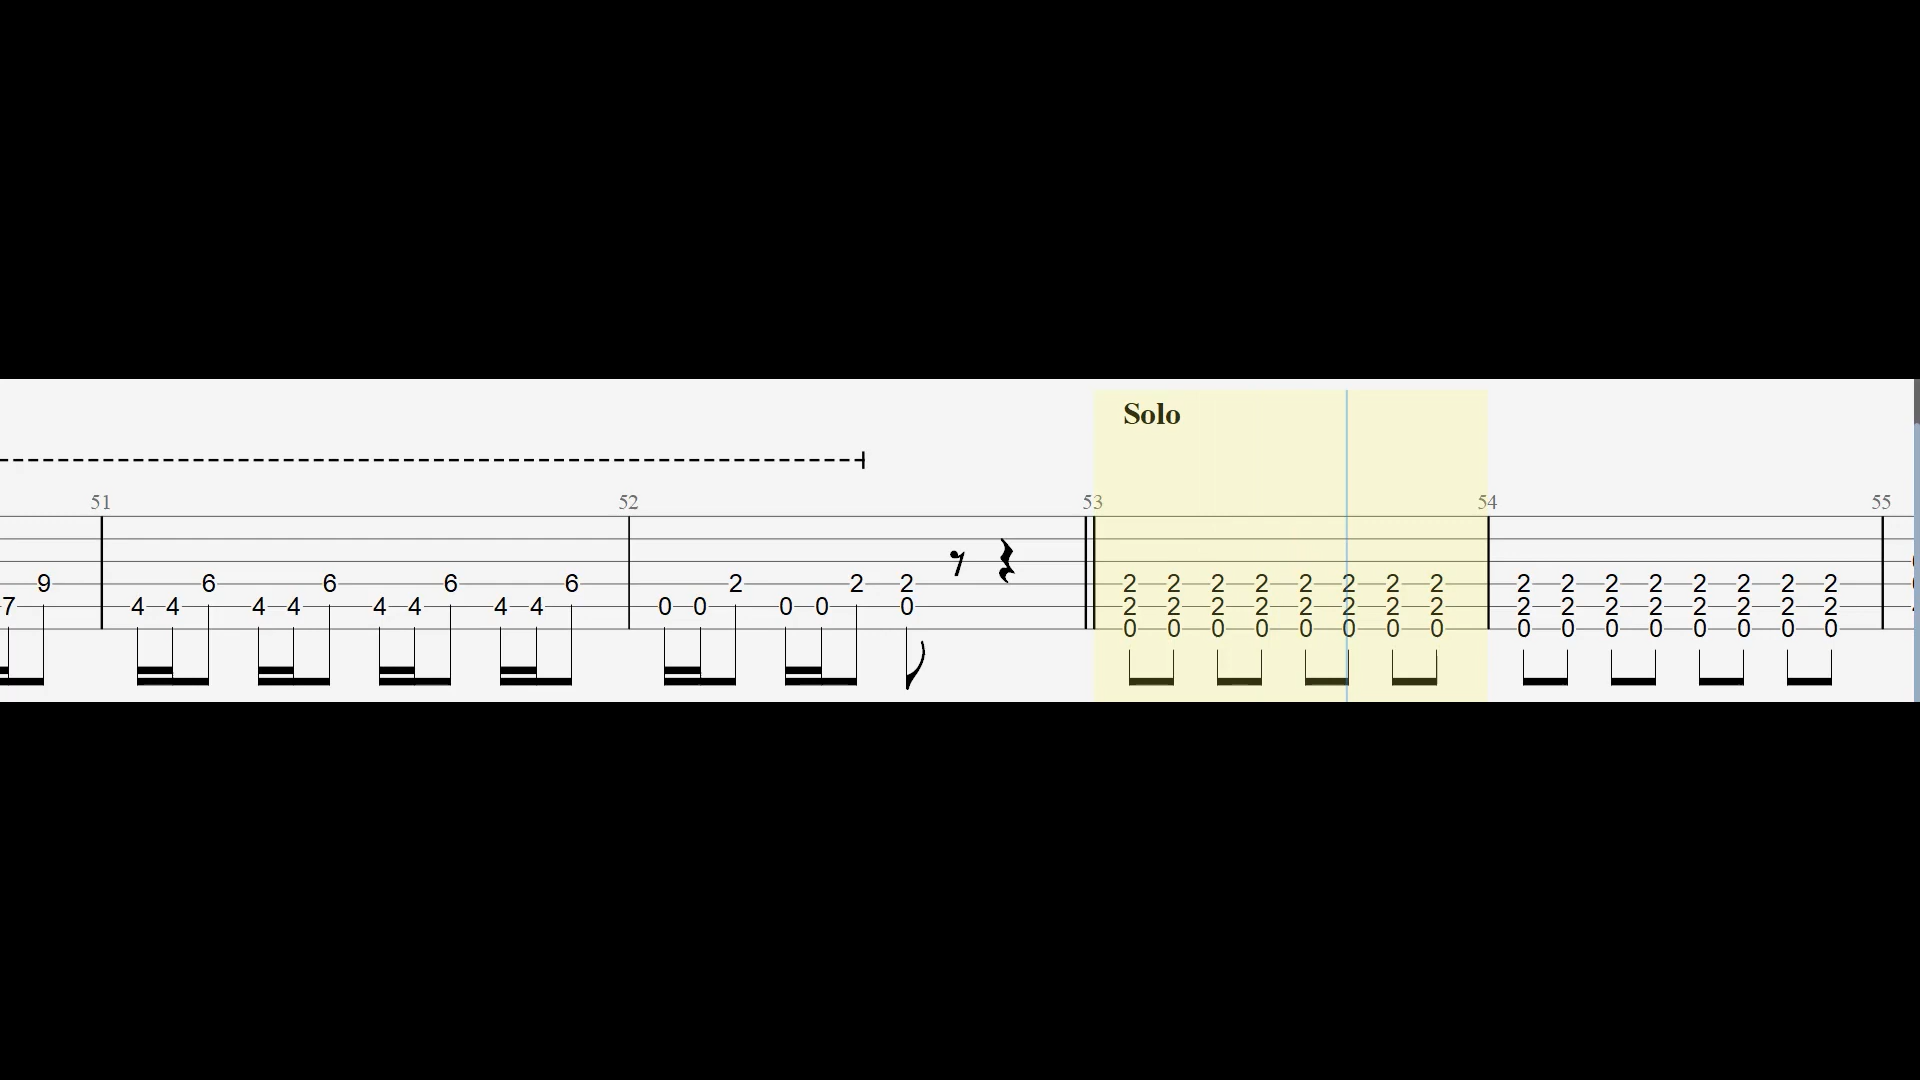 Solo
51 52 53 54 55
9 6 6 6 6 2 2 2 2 2 2 2 2 2 2 2 2 2 2 2 2 2 2 2
7 4 4 4 4 4 4 4 4 0 0 0 0 0 2 2 2 2 2 2 2 2 2 2 2 2 2 2 2 2
0 0 0 0 0 0 0 0 0 0 0 0 0 0 0 0